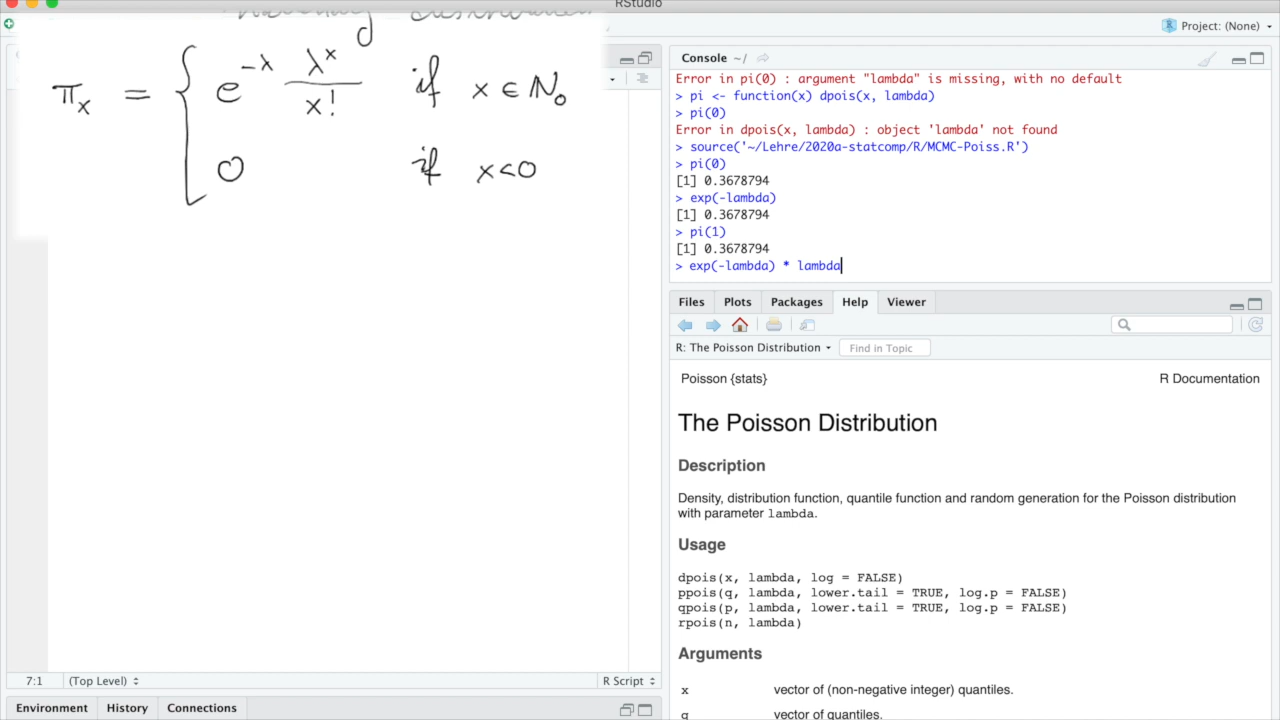 RStudio
Project: (None)
stationary distribution
πx = { e^-λ λ^x / x! if x ∈ N₀
0 if x<0
Console ~/
Error in pi(0) : argument "lambda" is missing, with no default
> pi <- function(x) dpois(x, lambda)
> pi(0)
Error in dpois(x, lambda) : object 'lambda' not found
> source('~/Lehre/2020a-statcomp/R/MCMC-Poiss.R')
> pi(0)
[1] 0.3678794
> exp(-lambda)
[1] 0.3678794
> pi(1)
[1] 0.3678794
> exp(-lambda) * lambda
Files Plots Packages Help Viewer
R: The Poisson Distribution Find in Topic
Poisson {stats} R Documentation
The Poisson Distribution
Description
Density, distribution function, quantile function and random generation for the Poisson distribution
with parameter lambda.
Usage
dpois(x, lambda, log = FALSE)
ppois(q, lambda, lower.tail = TRUE, log.p = FALSE)
qpois(p, lambda, lower.tail = TRUE, log.p = FALSE)
rpois(n, lambda)
Arguments
x vector of (non-negative integer) quantiles.
q vector of quantiles.
7:1 (Top Level) R Script
Environment History Connections